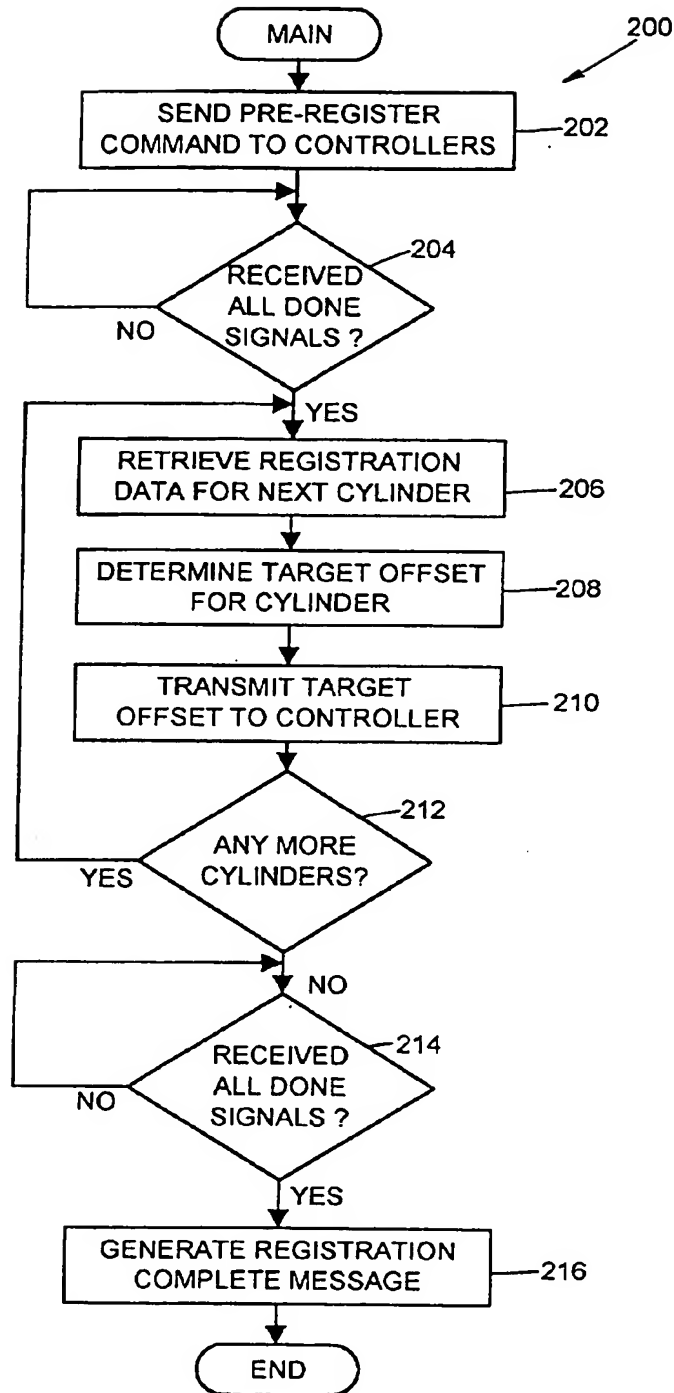 MAIN
200
SEND PRE-REGISTER
COMMAND TO CONTROLLERS
202
204
RECEIVED
ALL DONE
SIGNALS ?
NO
YES
RETRIEVE REGISTRATION
DATA FOR NEXT CYLINDER
206
DETERMINE TARGET OFFSET
FOR CYLINDER
208
TRANSMIT TARGET
OFFSET TO CONTROLLER
210
212
ANY MORE
CYLINDERS?
YES
NO
214
RECEIVED
ALL DONE
SIGNALS ?
NO
YES
GENERATE REGISTRATION
COMPLETE MESSAGE
216
END